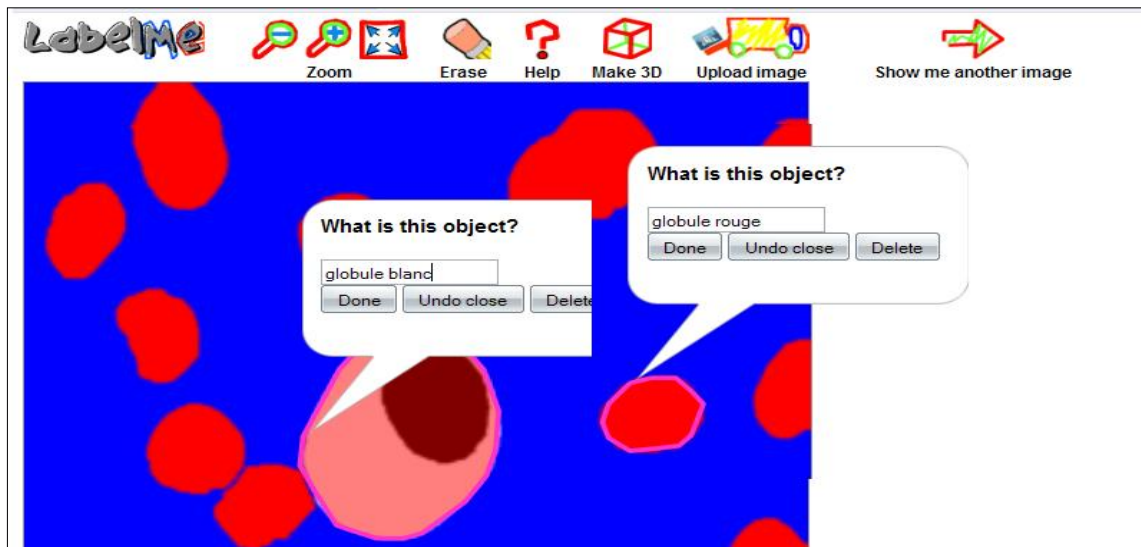 LabelMe
Zoom
Erase
Help
Make 3D
Upload image
Show me another image
What is this object?
globule blanc
Done
Undo close
Delete
What is this object?
globule rouge
Done
Undo close
Delete